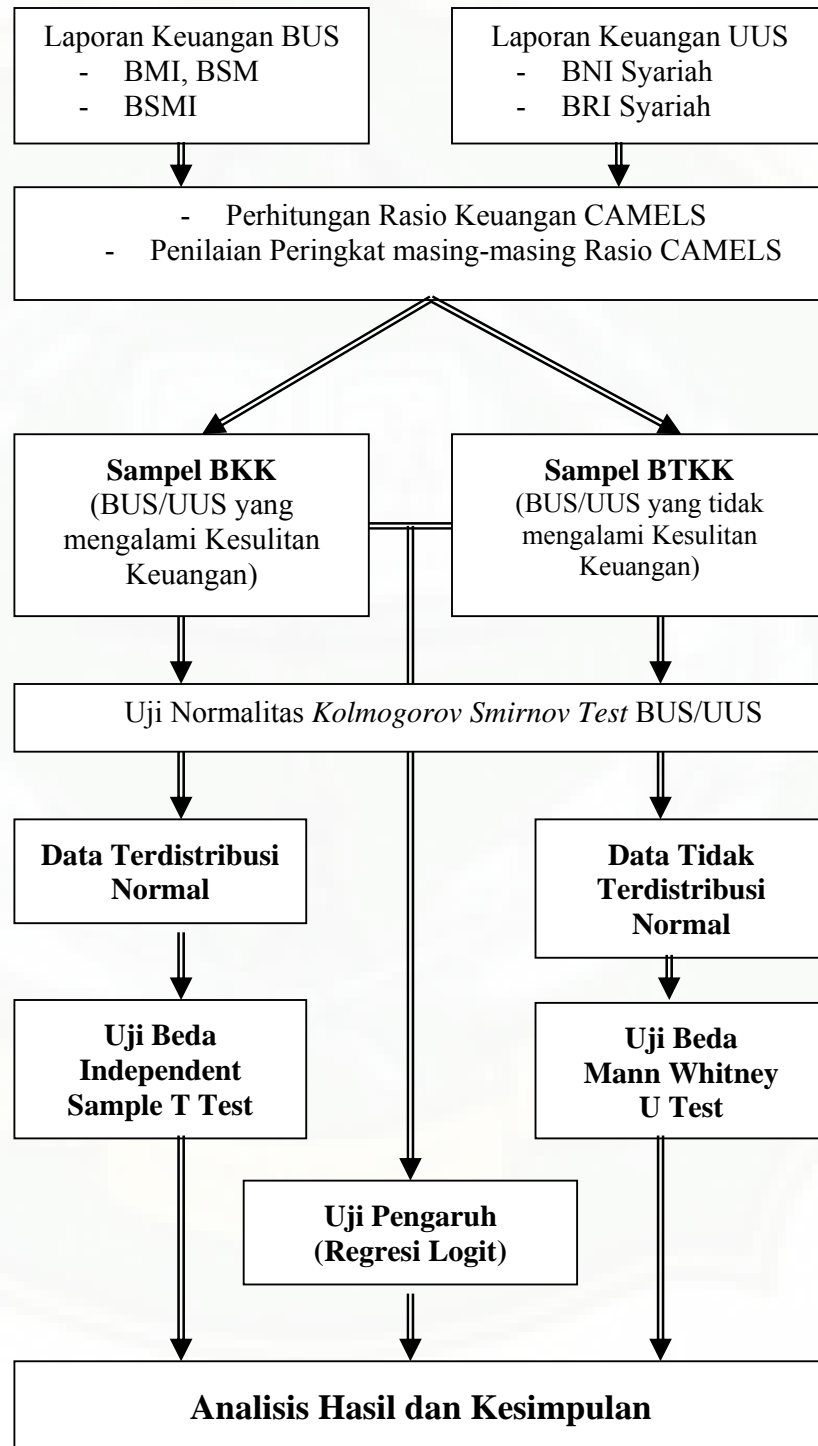 Laporan Keuangan BUS
- BMI, BSM
- BSMI
Laporan Keuangan UUS
- BNI Syariah
- BRI Syariah
- Perhitungan Rasio Keuangan CAMELS
- Penilaian Peringkat masing-masing Rasio CAMELS
Sampel BKK
(BUS/UUS yang
mengalami Kesulitan
Keuangan)
Sampel BTKK
(BUS/UUS yang tidak
mengalami Kesulitan
Keuangan)
Uji Normalitas Kolmogorov Smirnov Test BUS/UUS
Data Terdistribusi
Normal
Data Tidak
Terdistribusi
Normal
Uji Beda
Independent
Sample T Test
Uji Beda
Mann Whitney
U Test
Uji Pengaruh
(Regresi Logit)
Analisis Hasil dan Kesimpulan